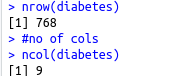 > nrow(diabetes)
[1] 768
> #no of cols
> ncol(diabetes)
[1] 9